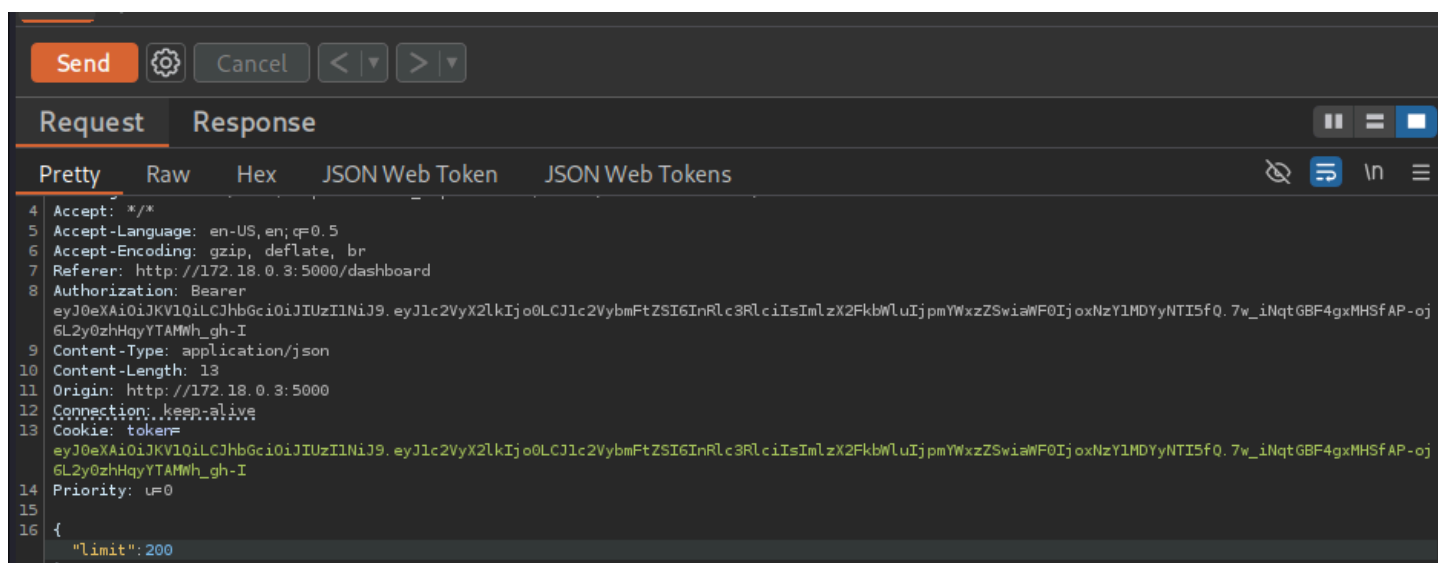 Send
Cancel
< ▾
> ▾
Request
Response
Pretty
Raw
Hex
JSON Web Token
JSON Web Tokens
\n
4 Accept: */*
5 Accept-Language: en-US,en;q=0.5
6 Accept-Encoding: gzip, deflate, br
7 Referer: http://172.18.0.3:5000/dashboard
8 Authorization: Bearer
eyJ0eXAiOiJKV1QiLCJhbGciOiJIUzI1NiJ9.eyJ1c2VyX2lkIjo0LCJ1c2VybmFtZSI6InRlc3RlciIsImlzX2FkbWluIjpmYWxzZSwiaWF0IjoxNzY1MDYyNTI5fQ.7w_iNqtGBF4gxMHSfAP-oj
6L2y0zhHqyYTAMWh_gh-I
9 Content-Type: application/json
10 Content-Length: 13
11 Origin: http://172.18.0.3:5000
12 Connection: keep-alive
13 Cookie: token=
eyJ0eXAiOiJKV1QiLCJhbGciOiJIUzI1NiJ9.eyJ1c2VyX2lkIjo0LCJ1c2VybmFtZSI6InRlc3RlciIsImlzX2FkbWluIjpmYWxzZSwiaWF0IjoxNzY1MDYyNTI5fQ.7w_iNqtGBF4gxMHSfAP-oj
6L2y0zhHqyYTAMWh_gh-I
14 Priority: u=0
15
16 {
"limit":200